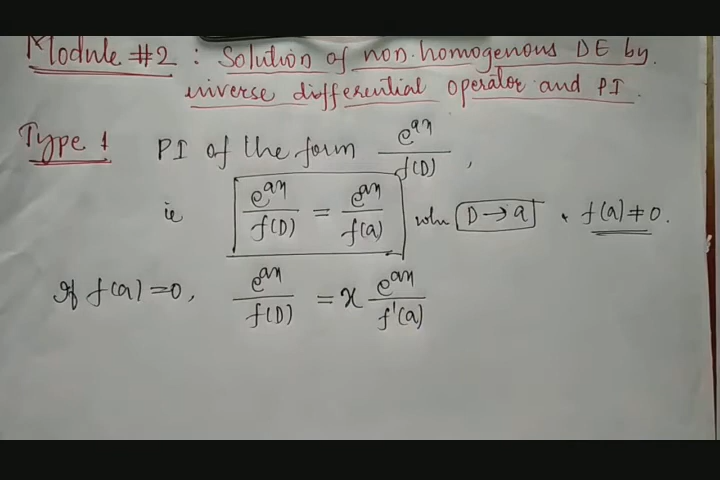 Module #2 : Solution of non.homogenous DE by.
inverse differential operator and PI.
Type 1 PI of the form e^{ax}/f(D),
ie e^{ax}/f(D) = e^{ax}/f(a) when D→a, f(a)≠0.
If f(a)=0, e^{ax}/f(D) = x e^{ax}/f'(a)